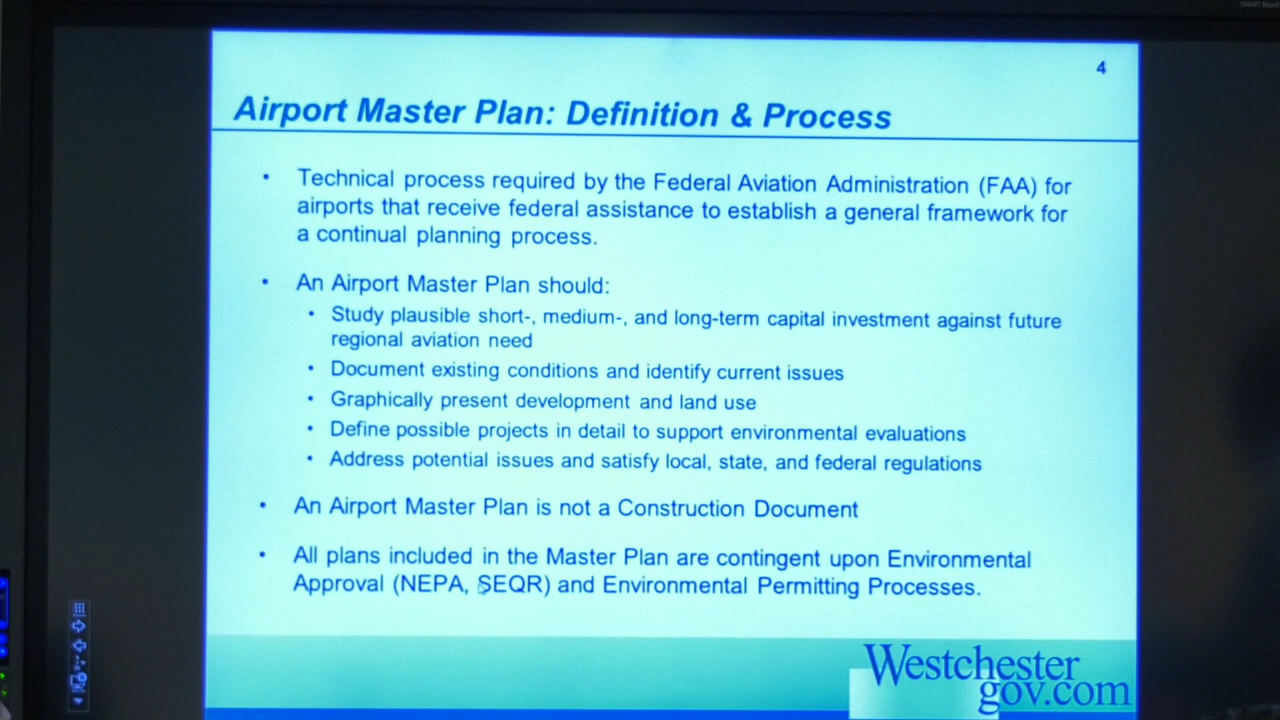 SMART Board
4
Airport Master Plan: Definition & Process
• Technical process required by the Federal Aviation Administration (FAA) for
airports that receive federal assistance to establish a general framework for
a continual planning process.
• An Airport Master Plan should:
• Study plausible short-, medium-, and long-term capital investment against future
regional aviation need
• Document existing conditions and identify current issues
• Graphically present development and land use
• Define possible projects in detail to support environmental evaluations
• Address potential issues and satisfy local, state, and federal regulations
• An Airport Master Plan is not a Construction Document
• All plans included in the Master Plan are contingent upon Environmental
Approval (NEPA, SEQR) and Environmental Permitting Processes.
Westchester
gov.com